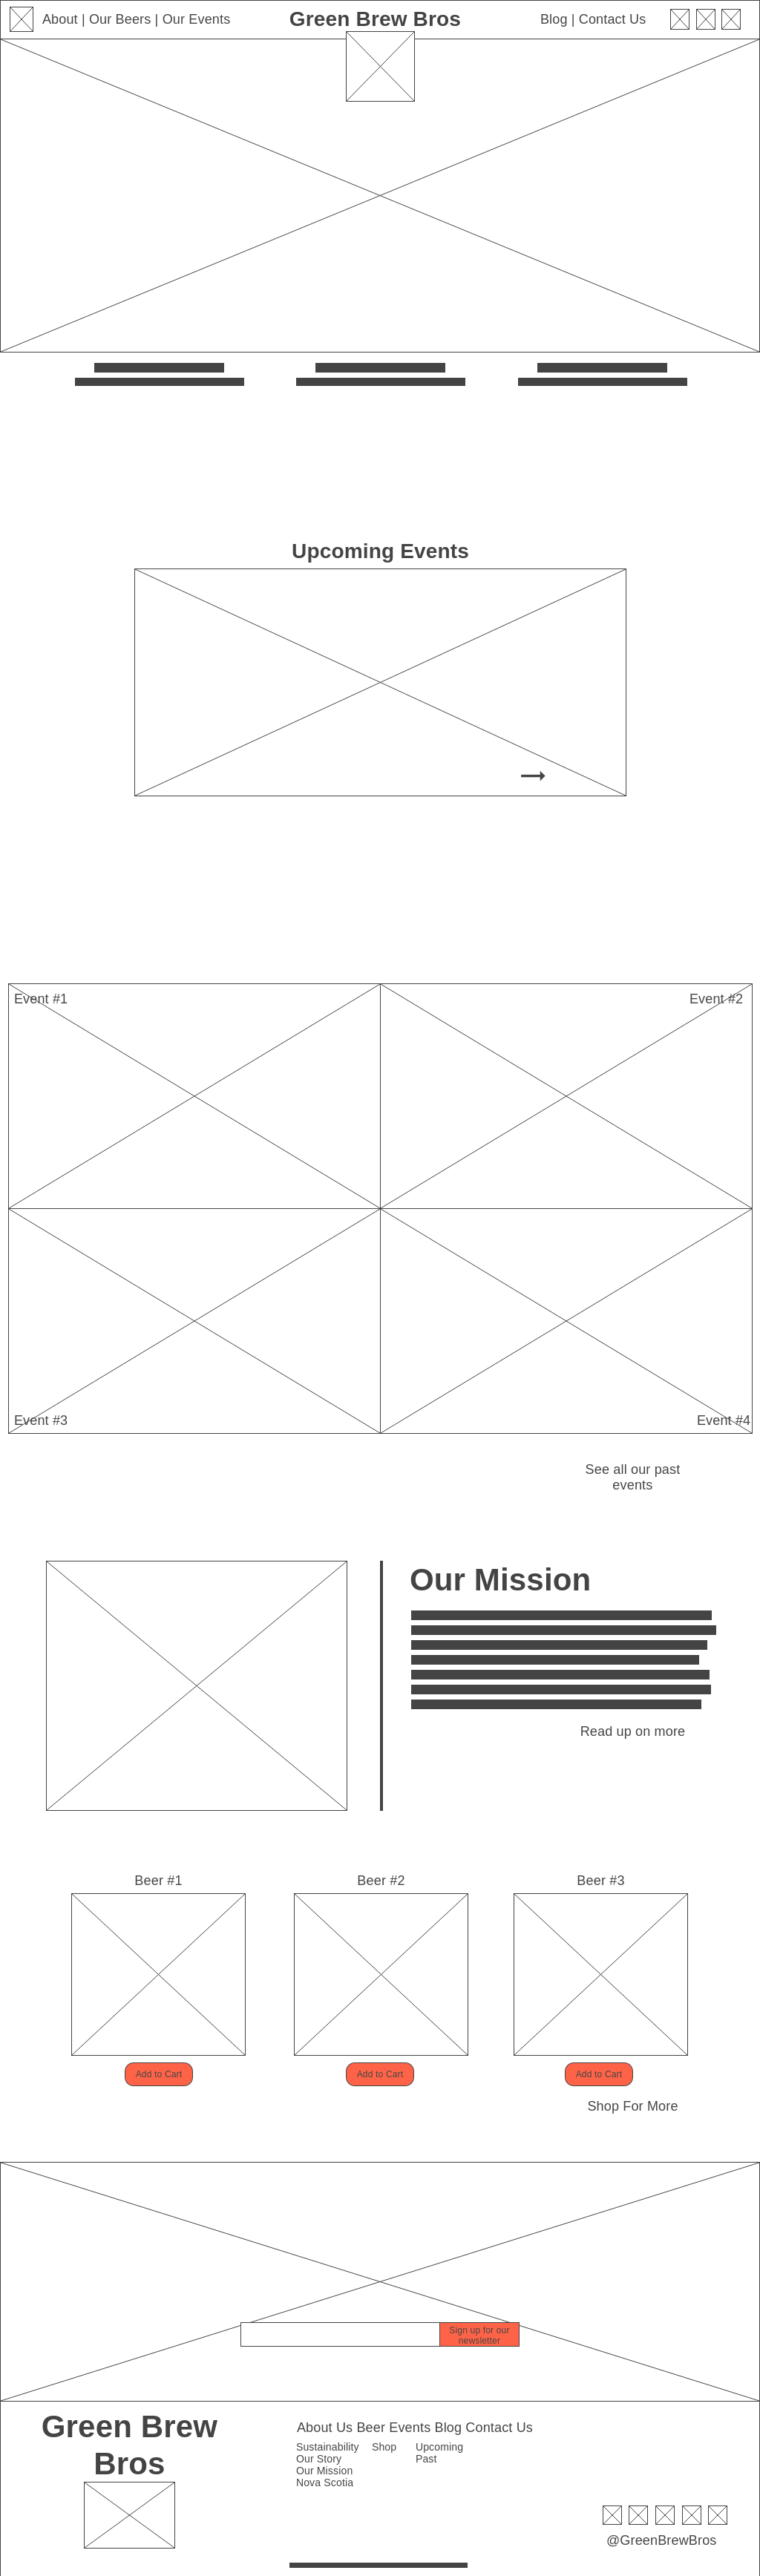 About | Our Beers | Our Events
Green Brew Bros
Blog | Contact Us
Upcoming Events
Event #1
Event #2
Event #3
Event #4
See all our past
events
Our Mission
Read up on more
Beer #1
Beer #2
Beer #3
Add to Cart
Add to Cart
Add to Cart
Shop For More
Sign up for our
newsletter
Green Brew
Bros
About Us Beer Events Blog Contact Us
Sustainability Shop Upcoming
Our Story Past
Our Mission
Nova Scotia
@GreenBrewBros